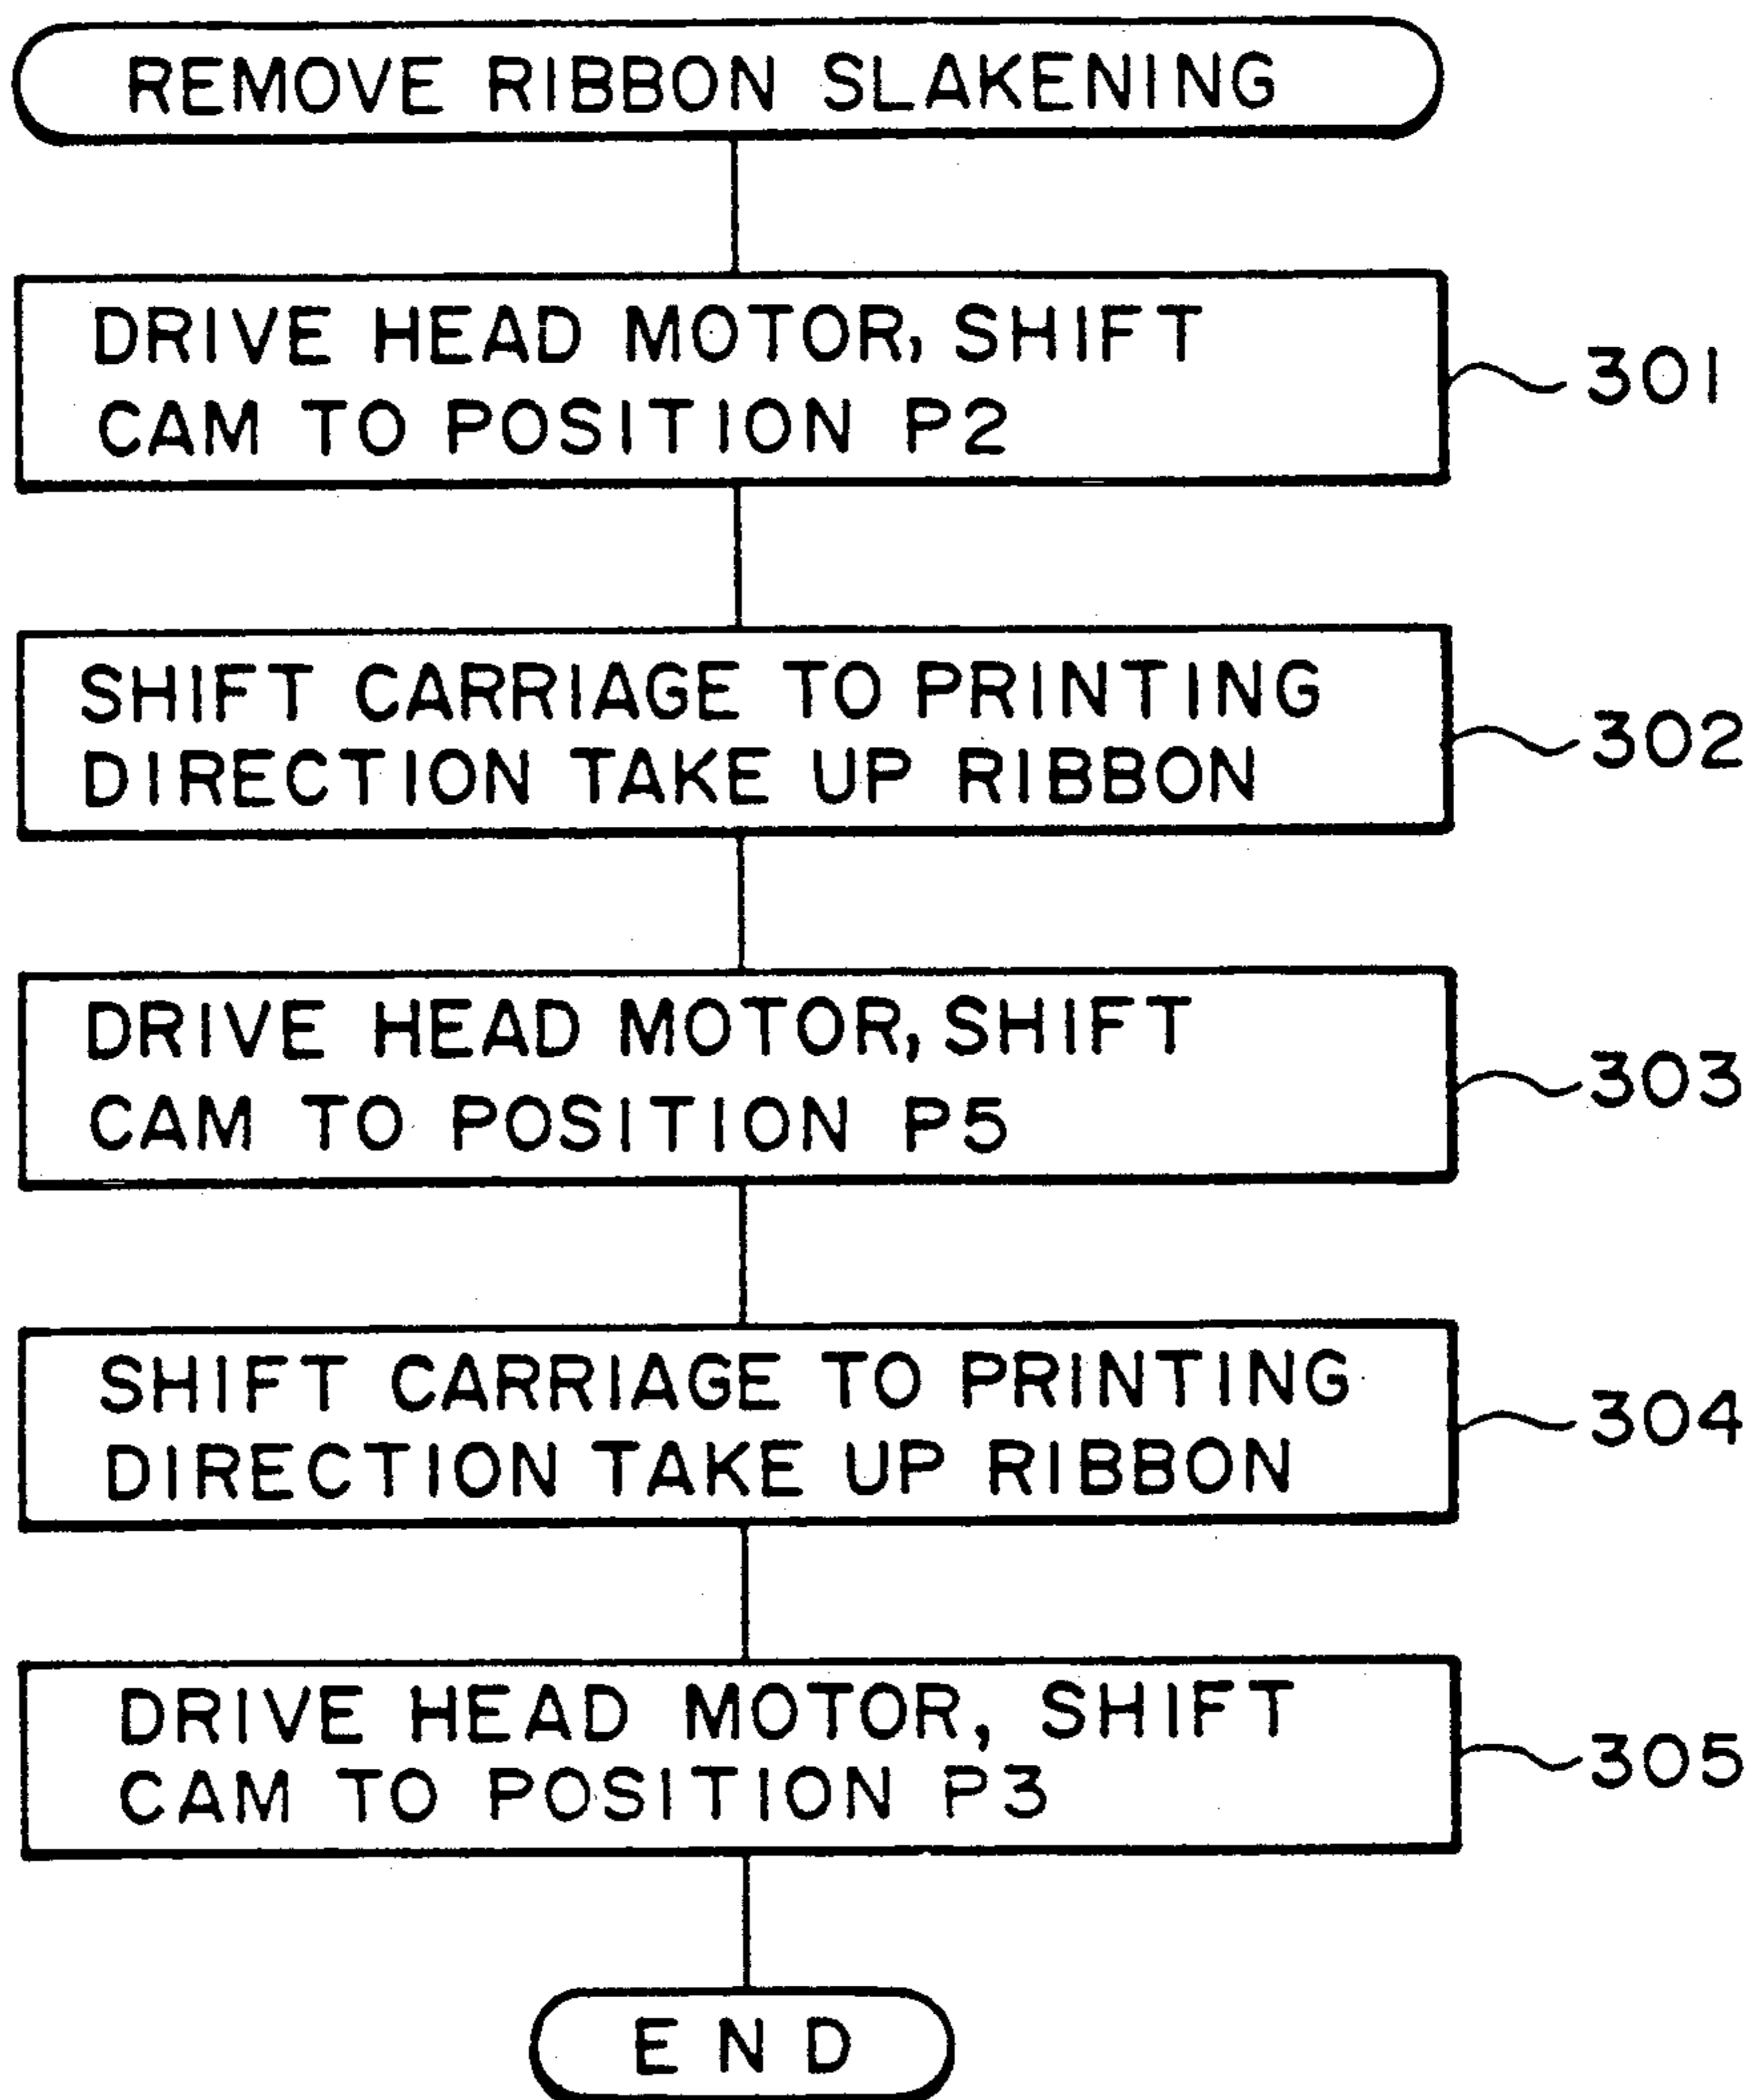 REMOVE RIBBON SLAKENING
DRIVE HEAD MOTOR, SHIFT
CAM TO POSITION P2
301
SHIFT CARRIAGE TO PRINTING
DIRECTION TAKE UP RIBBON
302
DRIVE HEAD MOTOR, SHIFT
CAM TO POSITION P5
303
SHIFT CARRIAGE TO PRINTING
DIRECTION TAKE UP RIBBON
304
DRIVE HEAD MOTOR, SHIFT
CAM TO POSITION P3
305
END